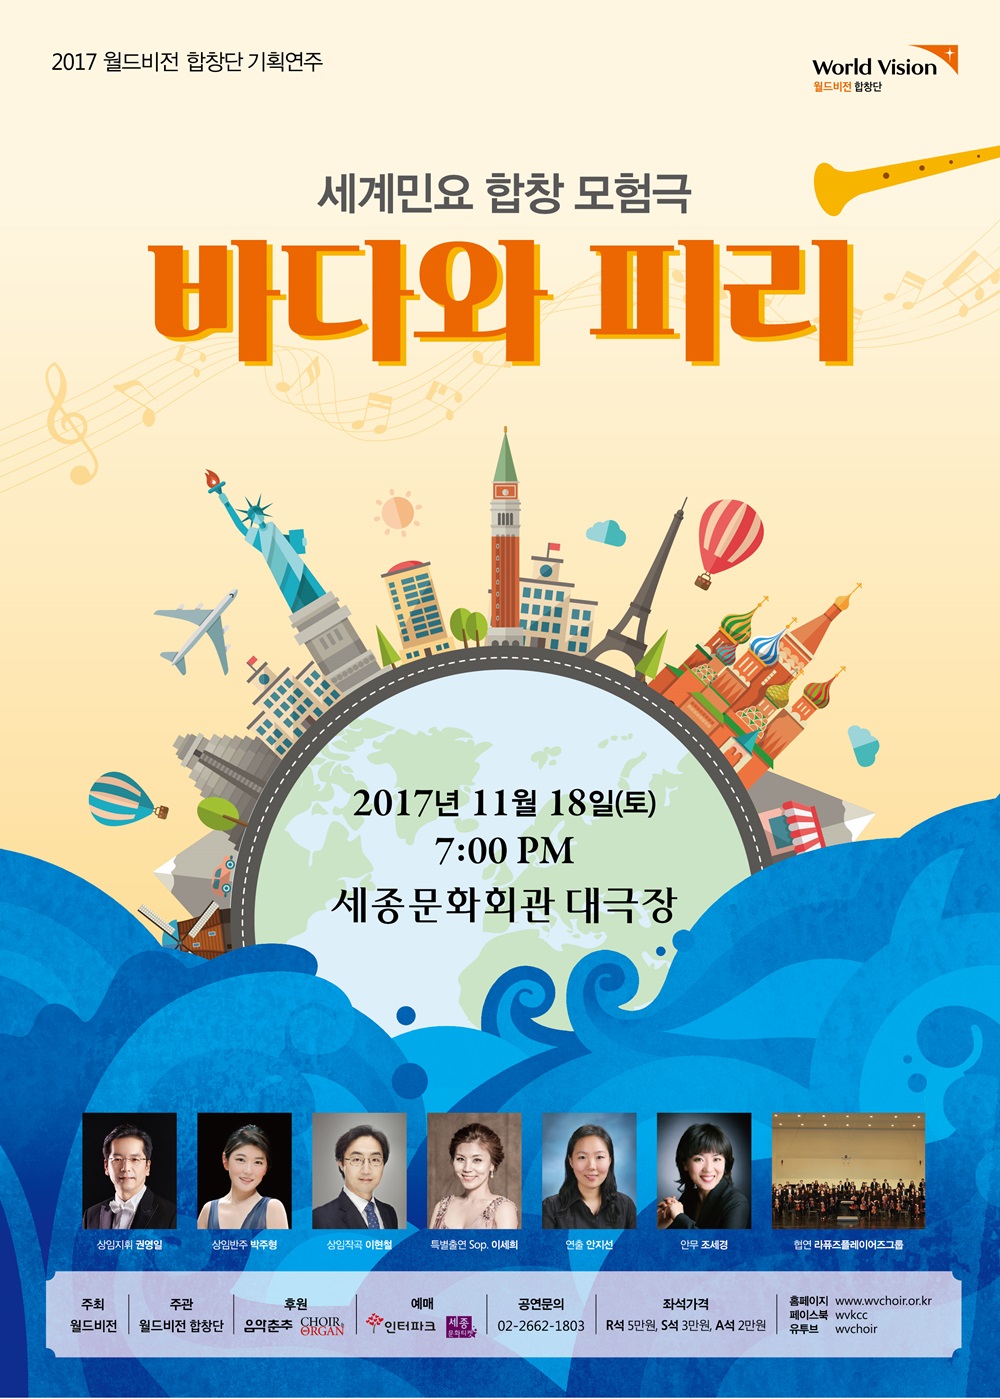 2017 월드비전 합창단 기획연주
World Vision
월드비전 합창단
세계민요 합창 모험극
바다와 피리
2017년 11월 18일(토)
7:00 PM
세종문화회관 대극장
상임지휘 권영일
상임반주 박주형
상임작곡 이현철
특별출연 Sop. 이세희
연출 안지선
안무 조세경
협연 라퓨즈플레이어즈그룹
주최
월드비전
주관
월드비전 합창단
후원
음악춘추 CHOIR& ORGAN
예매
인터파크 세종문화티켓
공연문의
02-2662-1803
좌석가격
R석 5만원, S석 3만원, A석 2만원
홈페이지 www.wvchoir.or.kr
페이스북 wvkcc
유투브 wvchoir